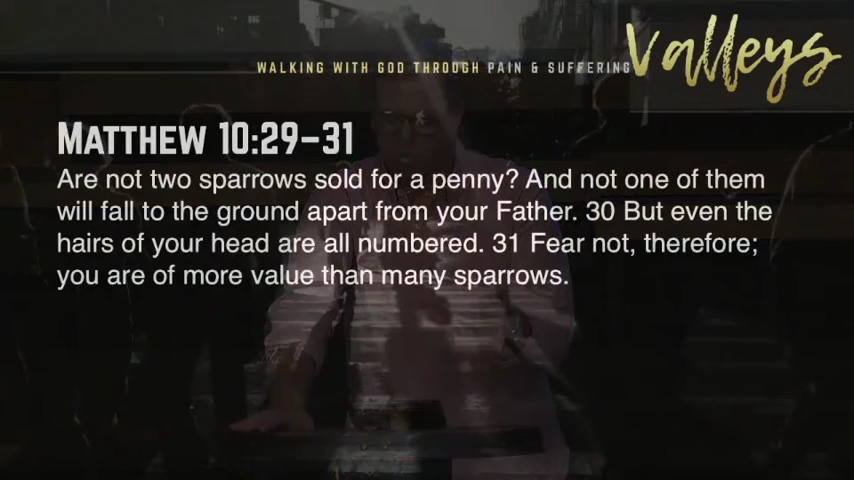 WALKING WITH GOD THROUGH PAIN & SUFFERING
Valleys
MATTHEW 10:29–31
Are not two sparrows sold for a penny? And not one of them
will fall to the ground apart from your Father. 30 But even the
hairs of your head are all numbered. 31 Fear not, therefore;
you are of more value than many sparrows.